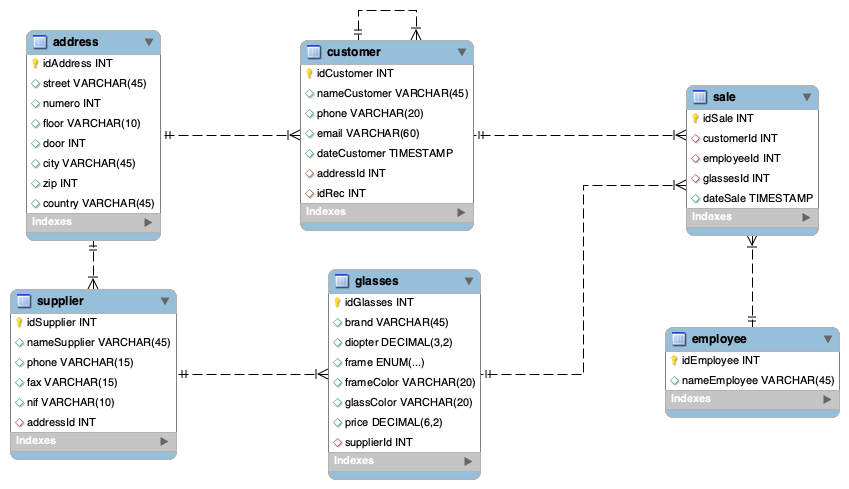 address
idAddress INT
street VARCHAR(45)
numero INT
floor VARCHAR(10)
door INT
city VARCHAR(45)
zip INT
country VARCHAR(45)
Indexes
customer
idCustomer INT
nameCustomer VARCHAR(45)
phone VARCHAR(20)
email VARCHAR(60)
dateCustomer TIMESTAMP
addressId INT
idRec INT
Indexes
sale
idSale INT
customerId INT
employeeId INT
glassesId INT
dateSale TIMESTAMP
Indexes
supplier
idSupplier INT
nameSupplier VARCHAR(45)
phone VARCHAR(15)
fax VARCHAR(15)
nif VARCHAR(10)
addressId INT
Indexes
glasses
idGlasses INT
brand VARCHAR(45)
diopter DECIMAL(3,2)
frame ENUM(...)
frameColor VARCHAR(20)
glassColor VARCHAR(20)
price DECIMAL(6,2)
supplierId INT
Indexes
employee
idEmployee INT
nameEmployee VARCHAR(45)
Indexes